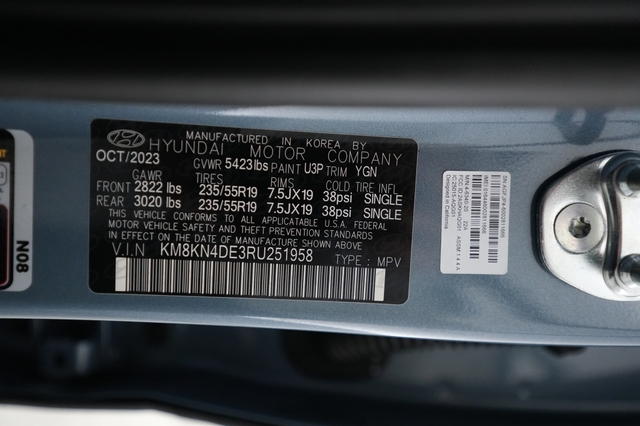 MANUFACTURED IN KOREA BY
HYUNDAI MOTOR COMPANY
OCT/2023 GVWR 5423lbs PAINT U3P TRIM YGN
GAWR TIRES RIMS COLD TIRE INFL
FRONT 2822 lbs 235/55R19 7.5JX19 38psi SINGLE
REAR 3020 lbs 235/55R19 7.5JX19 38psi SINGLE
THIS VEHICLE CONFORMS TO ALL APPLICABLE U.S.A. FEDERAL
MOTOR VEHICLE SAFETY STANDARDS IN EFFECT ON
THE DATE OF MANUFACTURE SHOWN ABOVE.
V.I.N KM8KN4DE3RU251958
TYPE : MPV
N08
Designed in California